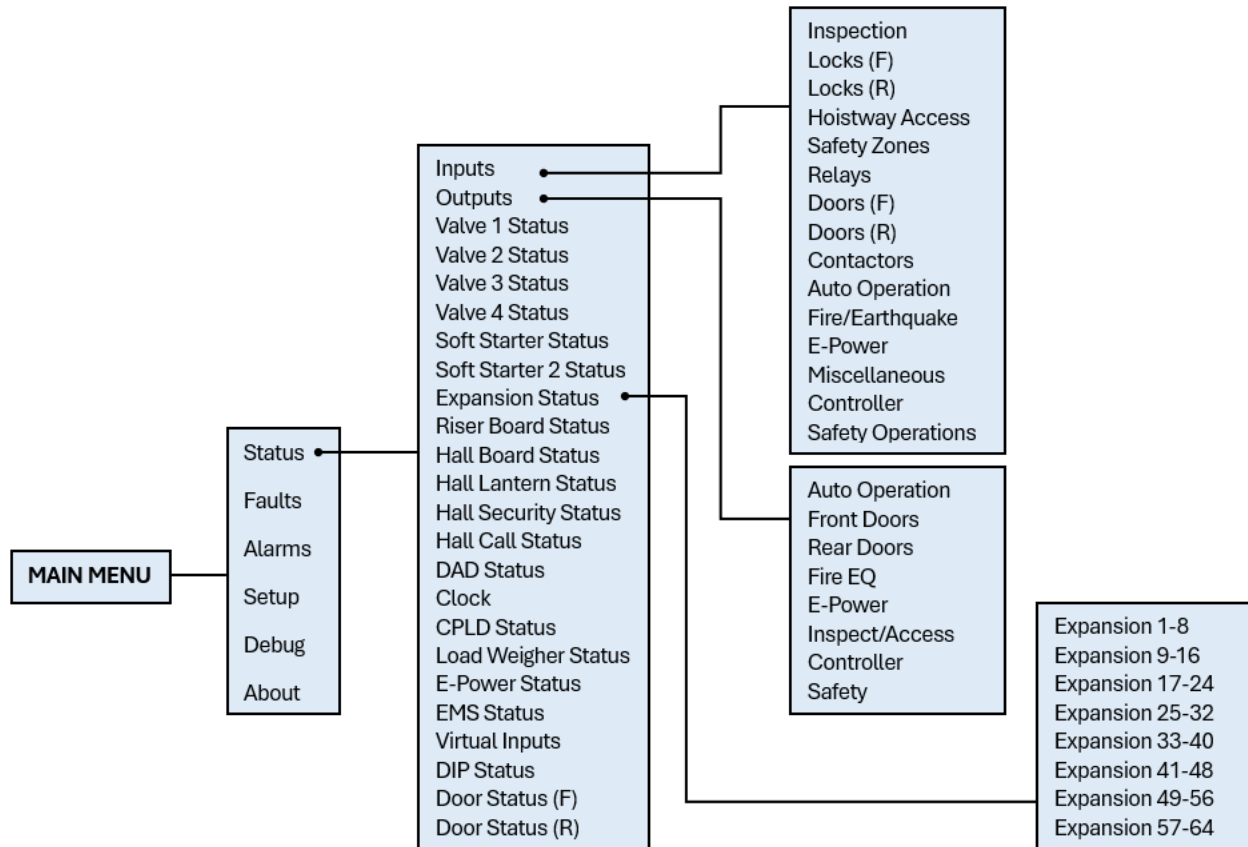 MAIN MENU
Status
Faults
Alarms
Setup
Debug
About
Inputs
Outputs
Valve 1 Status
Valve 2 Status
Valve 3 Status
Valve 4 Status
Soft Starter Status
Soft Starter 2 Status
Expansion Status
Riser Board Status
Hall Board Status
Hall Lantern Status
Hall Security Status
Hall Call Status
DAD Status
Clock
CPLD Status
Load Weigher Status
E-Power Status
EMS Status
Virtual Inputs
DIP Status
Door Status (F)
Door Status (R)
Inspection
Locks (F)
Locks (R)
Hoistway Access
Safety Zones
Relays
Doors (F)
Doors (R)
Contactors
Auto Operation
Fire/Earthquake
E-Power
Miscellaneous
Controller
Safety Operations
Auto Operation
Front Doors
Rear Doors
Fire EQ
E-Power
Inspect/Access
Controller
Safety
Expansion 1-8
Expansion 9-16
Expansion 17-24
Expansion 25-32
Expansion 33-40
Expansion 41-48
Expansion 49-56
Expansion 57-64